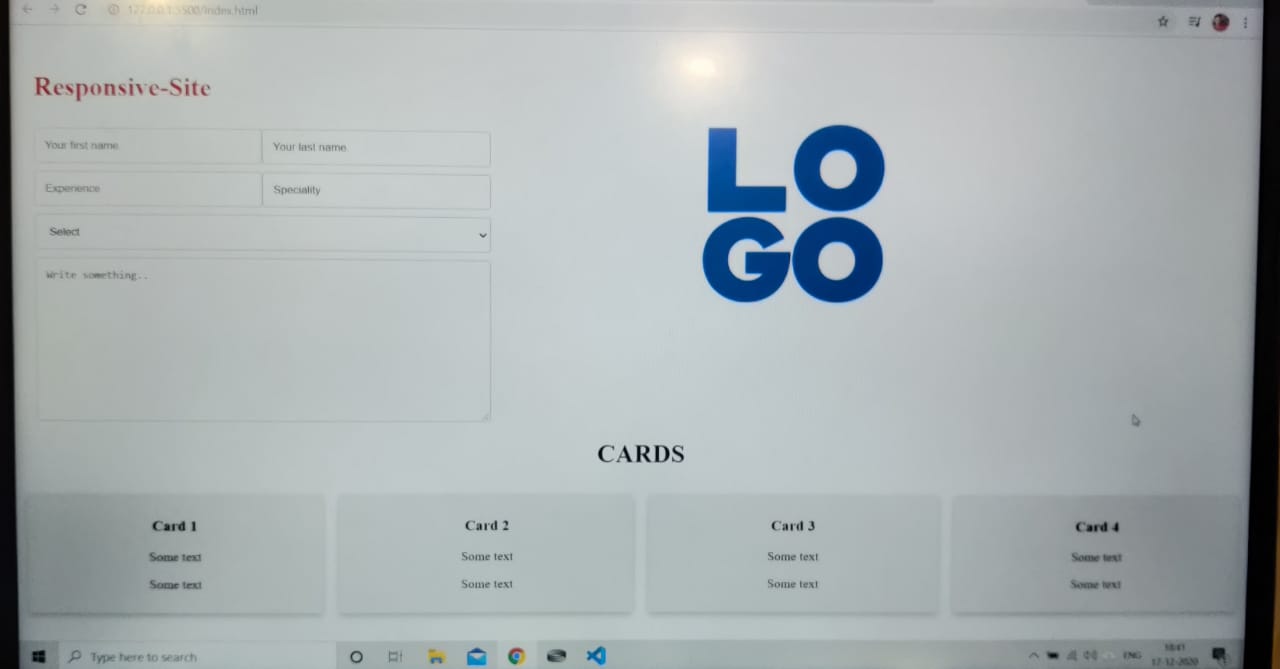 127.0.0.1:5500/index.html
Responsive-Site
Your first name
Your last name
Experience
Speciality
Select
Write something..
LO
GO
CARDS
Card 1
Some text
Some text
Card 2
Some text
Some text
Card 3
Some text
Some text
Card 4
Some text
Some text
Type here to search
ENG
18:41
12-12-2020